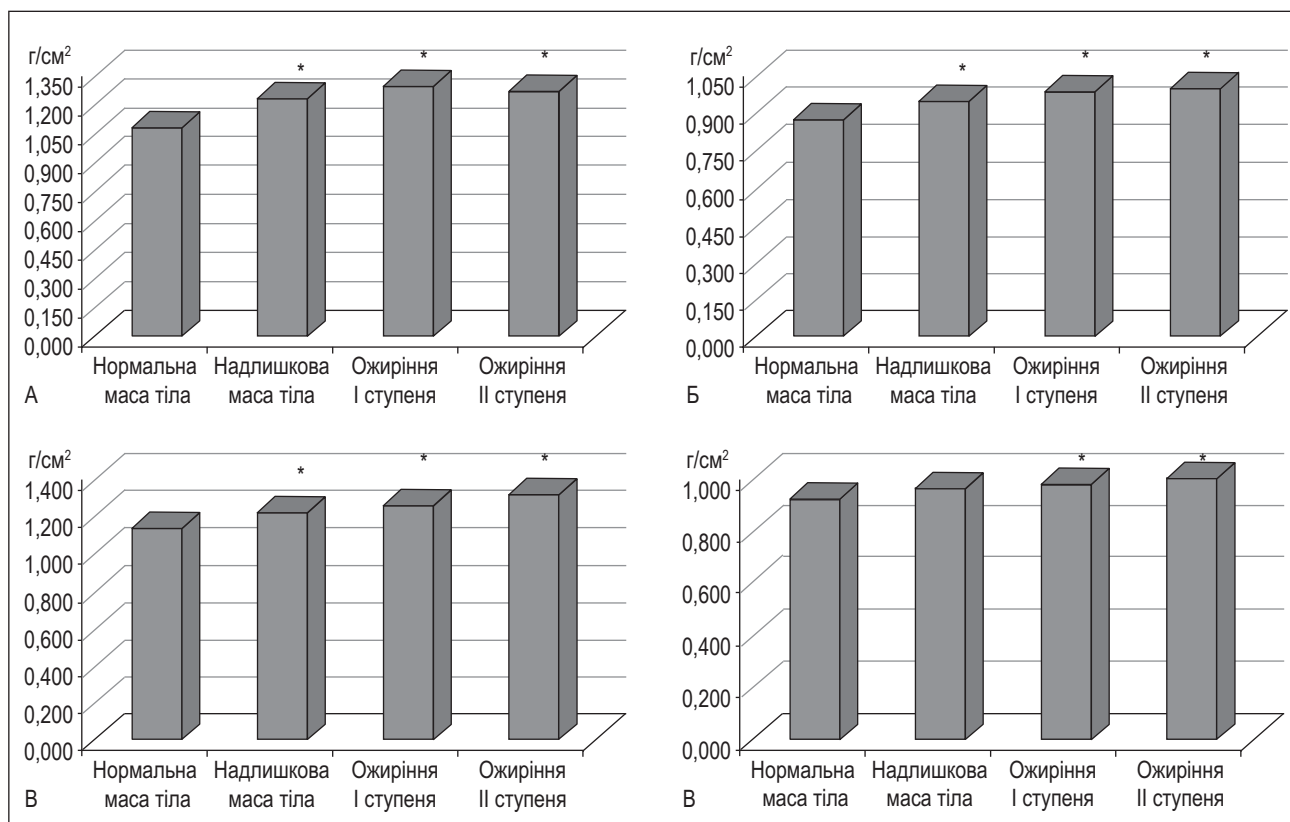 г/см²
*
*
*
1,350
1,200
1,050
0,900
0,750
0,600
0,450
0,300
0,150
0,000
Нормальна
маса тіла
Надлишкова
маса тіла
Ожиріння
І ступеня
Ожиріння
ІІ ступеня
А
г/см²
*
*
*
1,050
0,900
0,750
0,600
0,450
0,300
0,150
0,000
Нормальна
маса тіла
Надлишкова
маса тіла
Ожиріння
І ступеня
Ожиріння
ІІ ступеня
Б
г/см²
*
*
*
1,400
1,200
1,000
0,800
0,600
0,400
0,200
0,000
Нормальна
маса тіла
Надлишкова
маса тіла
Ожиріння
І ступеня
Ожиріння
ІІ ступеня
В
г/см²
*
*
1,000
0,800
0,600
0,400
0,200
0,000
Нормальна
маса тіла
Надлишкова
маса тіла
Ожиріння
І ступеня
Ожиріння
ІІ ступеня
В